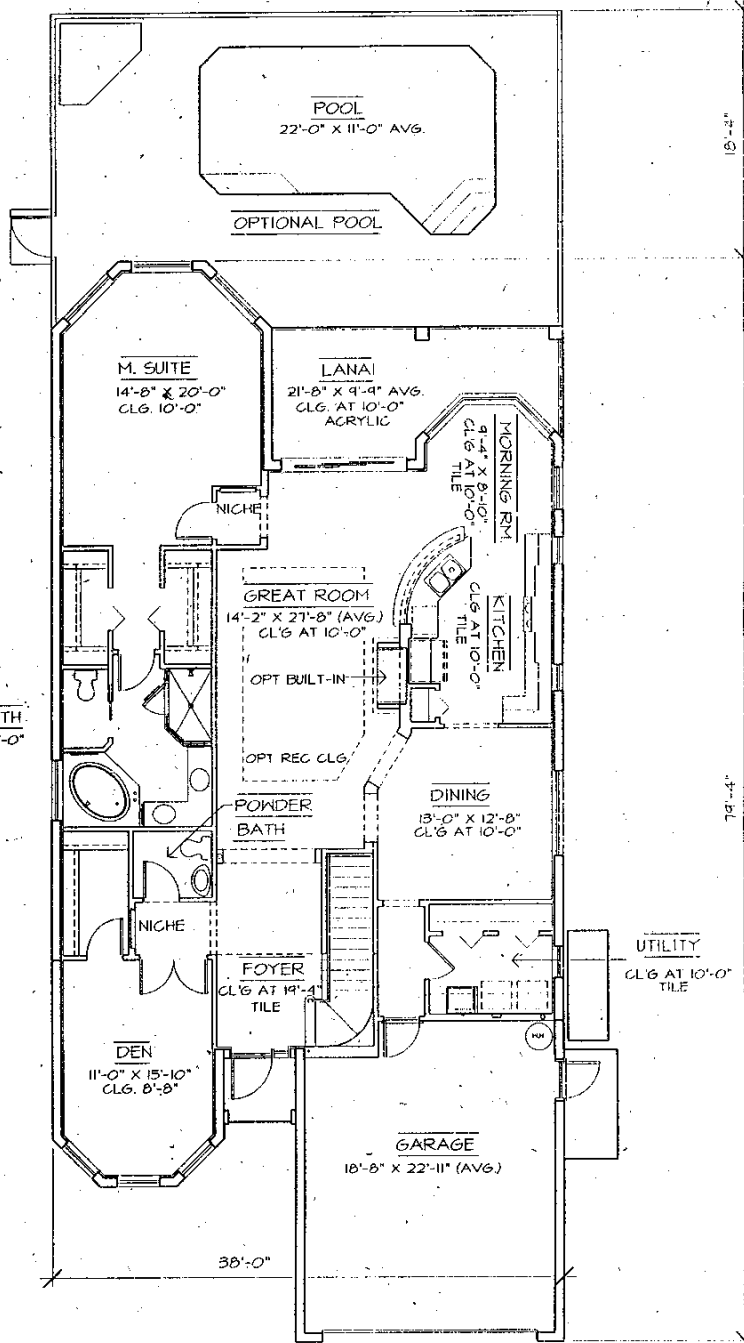 POOL
22'-0" X 11'-0" AVG.
18'-4"
OPTIONAL POOL
M. SUITE
14'-8" X 20'-0"
CLG. 10'-0"
LANAI
21'-8" X 9'-9" AVG.
CLG. AT 10'-0"
ACRYLIC
MORNING RM
9'-4" X 8'-10"
CL'G AT 10'-0"
TILE
NICHE
GREAT ROOM
14'-2" X 27'-8" (AVG.)
CL'G AT 10'-0"
KITCHEN
CLG AT 10'-0"
TILE
OPT BUILT-IN
TH
'-0"
OPT REC CLG
POWDER
BATH
DINING
13'-0" X 12'-8"
CL'G AT 10'-0"
79'-4"
NICHE
FOYER
CL'G AT 19'-4"
TILE
UTILITY
CL'G AT 10'-0"
TILE
DEN
11'-0" X 15'-10"
CLG. 8'-8"
WH
GARAGE
18'-8" X 22'-11" (AVG.)
38'-0"